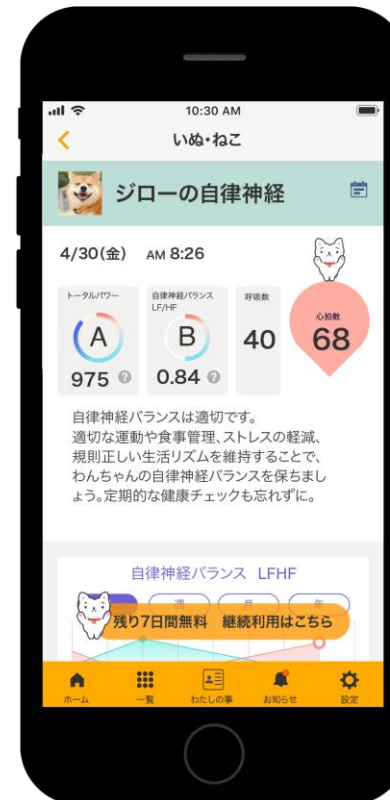 10:30 AM
いぬ・ねこ
ジローの自律神経
4/30(金) AM 8:26
トータルパワー
A
975 ?
自律神経バランス
LF/HF
B
0.84 ?
呼吸数
40
心拍数
68
自律神経バランスは適切です。
適切な運動や食事管理、ストレスの軽減、
規則正しい生活リズムを維持することで、
わんちゃんの自律神経バランスを保ちまし
ょう。定期的な健康チェックも忘れずに。
自律神経バランス LFHF
週 月 年
残り7日間無料 継続利用はこちら
ホーム 一覧 わたしの事 お知らせ 設定